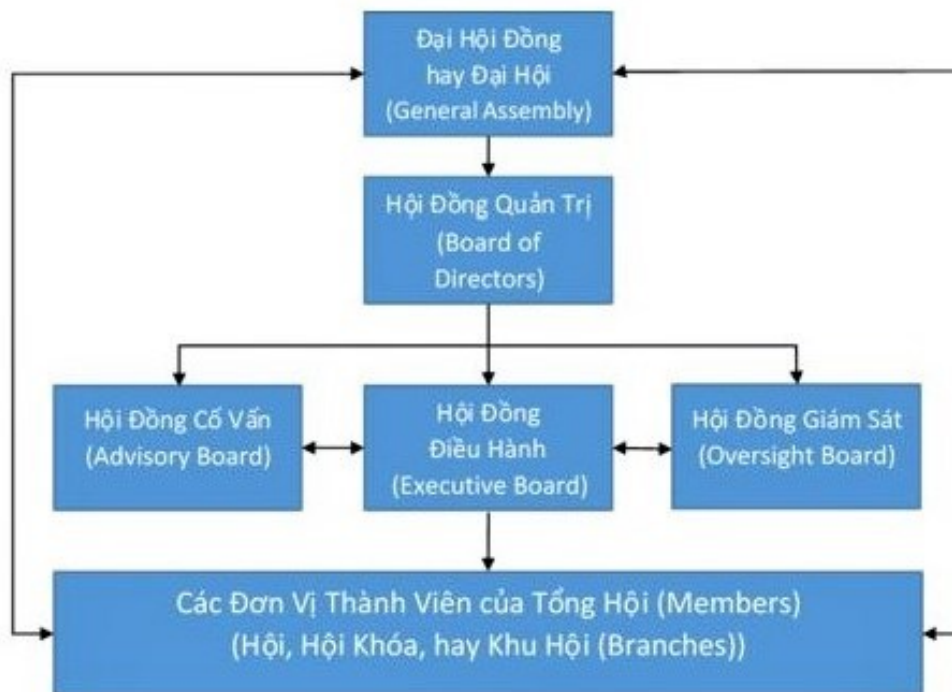 Đại Hội Đồng
hay Đại Hội
(General Assembly)
Hội Đồng Quản Trị
(Board of
Directors)
Hội Đồng Cố Vấn
(Advisory Board)
Hội Đồng
Điều Hành
(Executive Board)
Hội Đồng Giám Sát
(Oversight Board)
Các Đơn Vị Thành Viên của Tổng Hội (Members)
(Hội, Hội Khóa, hay Khu Hội (Branches))